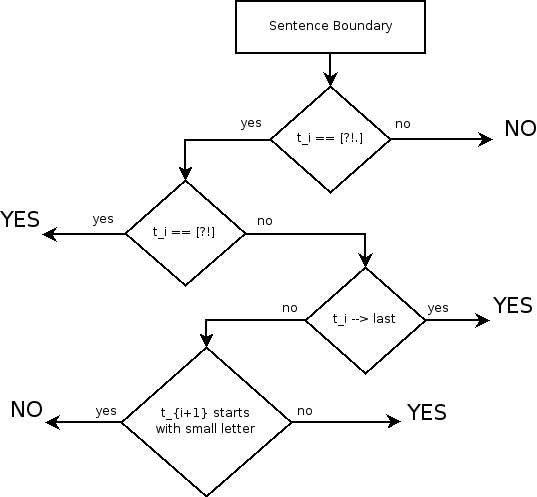 Sentence Boundary
yes
t_i == [?!.]
no
NO
YES
yes
t_i == [?!]
no
no
t_i --> last
yes
YES
NO
yes
t_{i+1} starts
with small letter
no
YES